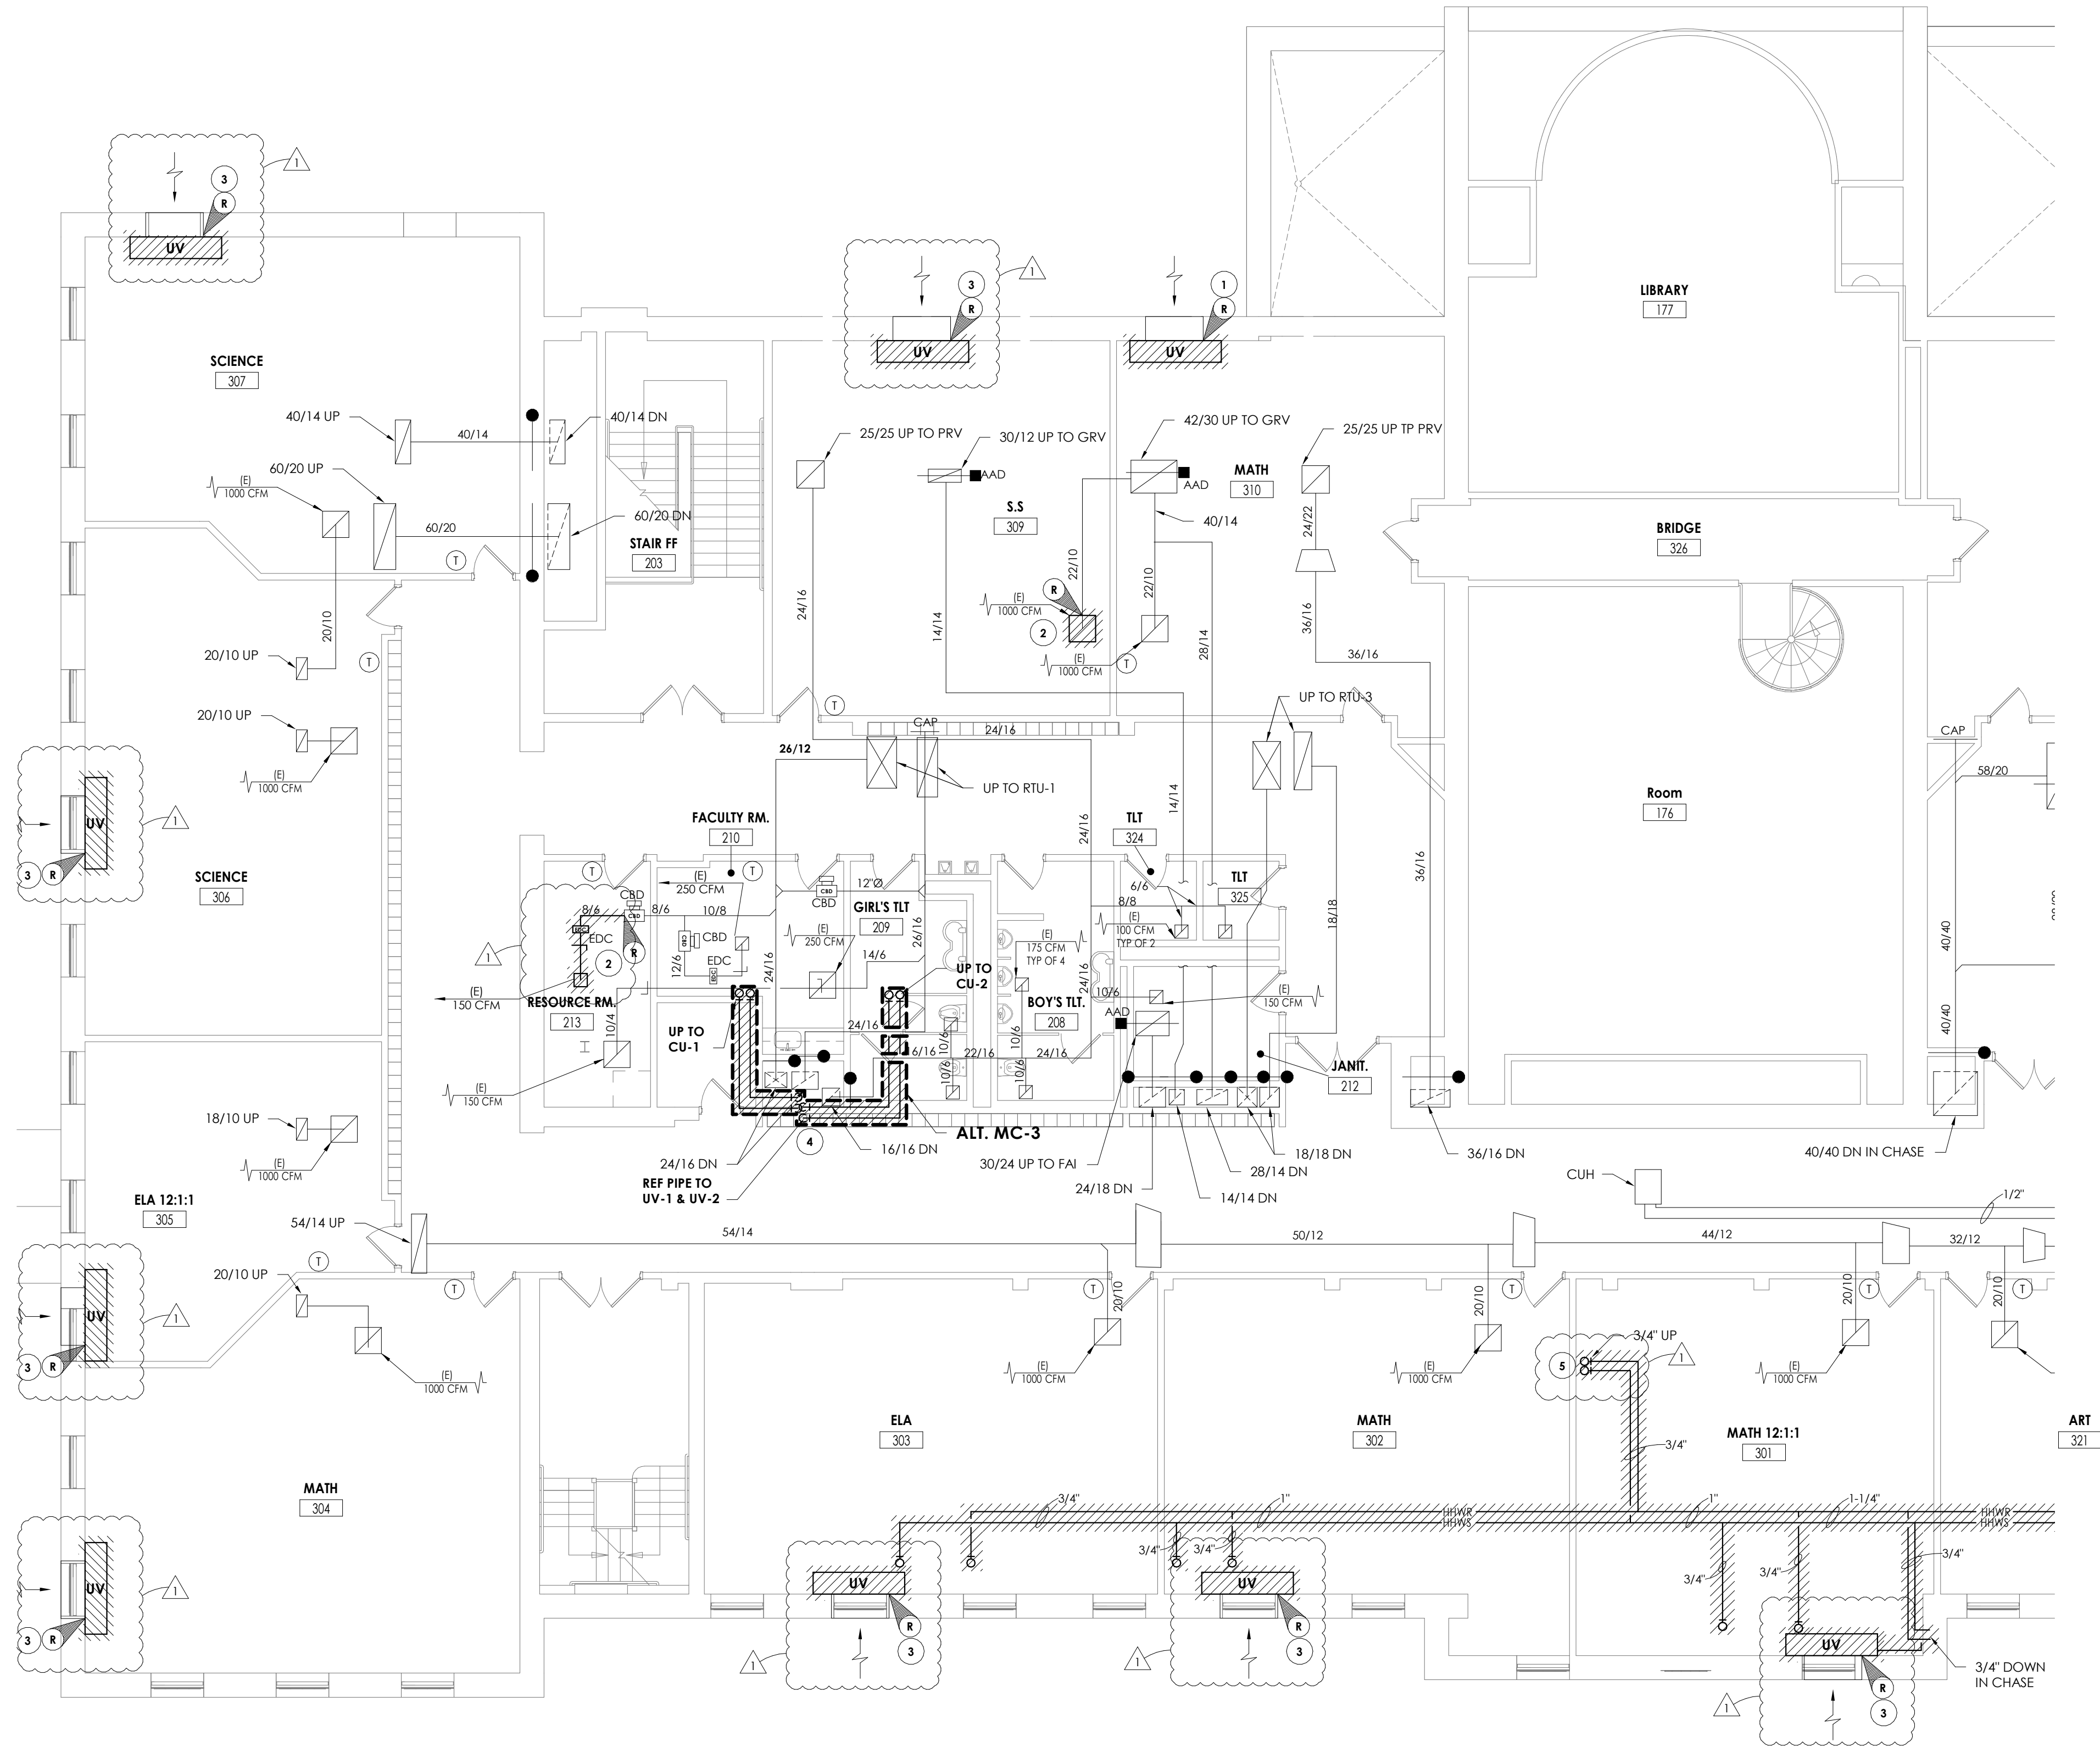 1
3
R
UV
1
3
R
UV
1
R
UV
LIBRARY
177
SCIENCE
307
40/14 UP
40/14
40/14 DN
60/20 UP
(E)
1000 CFM
60/20
60/20 DN
STAIR FF
203
T
20/10
25/25 UP TO PRV
30/12 UP TO GRV
AAD
42/30 UP TO GRV
AAD
MATH
310
25/25 UP TP PRV
S.S
309
40/14
24/22
BRIDGE
326
24/16
14/14
22/10
22/10
28/14
36/16
36/16
R
(E)
1000 CFM
2
(E)
1000 CFM
T
20/10 UP
T
20/10 UP
(E)
1000 CFM
T
UP TO RTU-3
CAP
24/16
26/12
UP TO RTU-1
CAP
58/20
Room
176
UV
1
3
R
SCIENCE
306
FACULTY RM.
210
T
T
(E)
250 CFM
CBD
CBD
8/6
8/6
10/8
12"Ø
CBD
CBD
GIRL'S TLT
209
14/14
24/16
TLT
324
TLT
325
6/6
8/8
(E)
100 CFM
TYP OF 2
18/18
36/16
EDC
EDC
R
2
1
CBD
CBD
12/6
EDC
24/16
(E)
250 CFM
14/6
26/16
(E)
175 CFM
TYP OF 4
24/16
10/6
(E)
150 CFM
40/40
40/40
(E)
150 CFM
RESOURCE RM.
213
10/4
UP TO
CU-1
UP TO
CU-2
BOY'S TLT.
208
AAD
24/16
16/16
10/6
22/16
10/6
24/16
10/6
10/6
JANIT.
212
(E)
150 CFM
4
ALT. MC-3
16/16 DN
24/16 DN
REF PIPE TO
UV-1 & UV-2
30/24 UP TO FAI
24/18 DN
14/14 DN
28/14 DN
18/18 DN
36/16 DN
40/40 DN IN CHASE
18/10 UP
(E)
1000 CFM
ELA 12:1:1
305
54/14 UP
CUH
1/2"
54/14
50/12
44/12
32/12
UV
1
3
R
T
T
20/10 UP
(E)
1000 CFM
T
20/10
(E)
1000 CFM
T
20/10
(E)
1000 CFM
T
20/10
(E)
1000 CFM
T
20/10
5
3/4" UP
1
3/4"
ELA
303
MATH
302
MATH 12:1:1
301
ART
321
MATH
304
3/4"
1"
HHWR
HHWS
1"
1-1/4"
HHWR
HHWS
3/4"
3/4"
3/4"
3/4"
3/4"
UV
1
3
R
UV
R
3
1
UV
R
3
1
UV
R
3
1
3/4" DOWN
IN CHASE